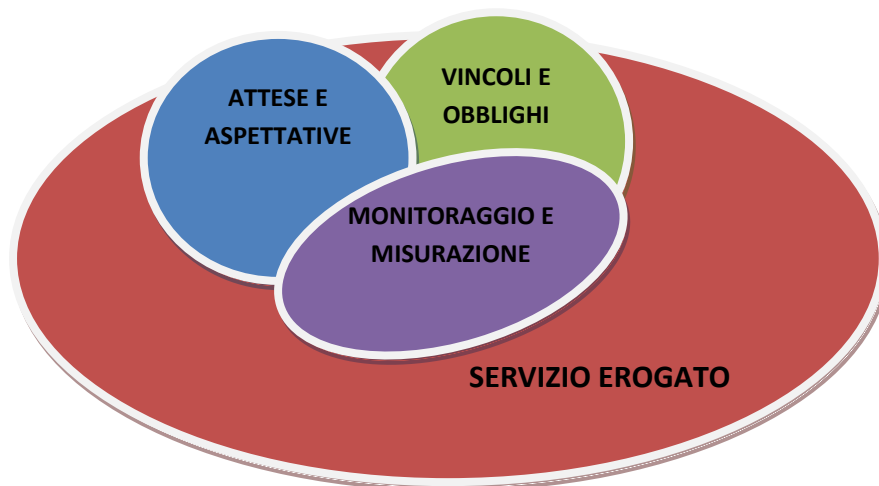 ATTESE E
ASPETTATIVE
VINCOLI E
OBBLIGHI
MONITORAGGIO E
MISURAZIONE
SERVIZIO EROGATO